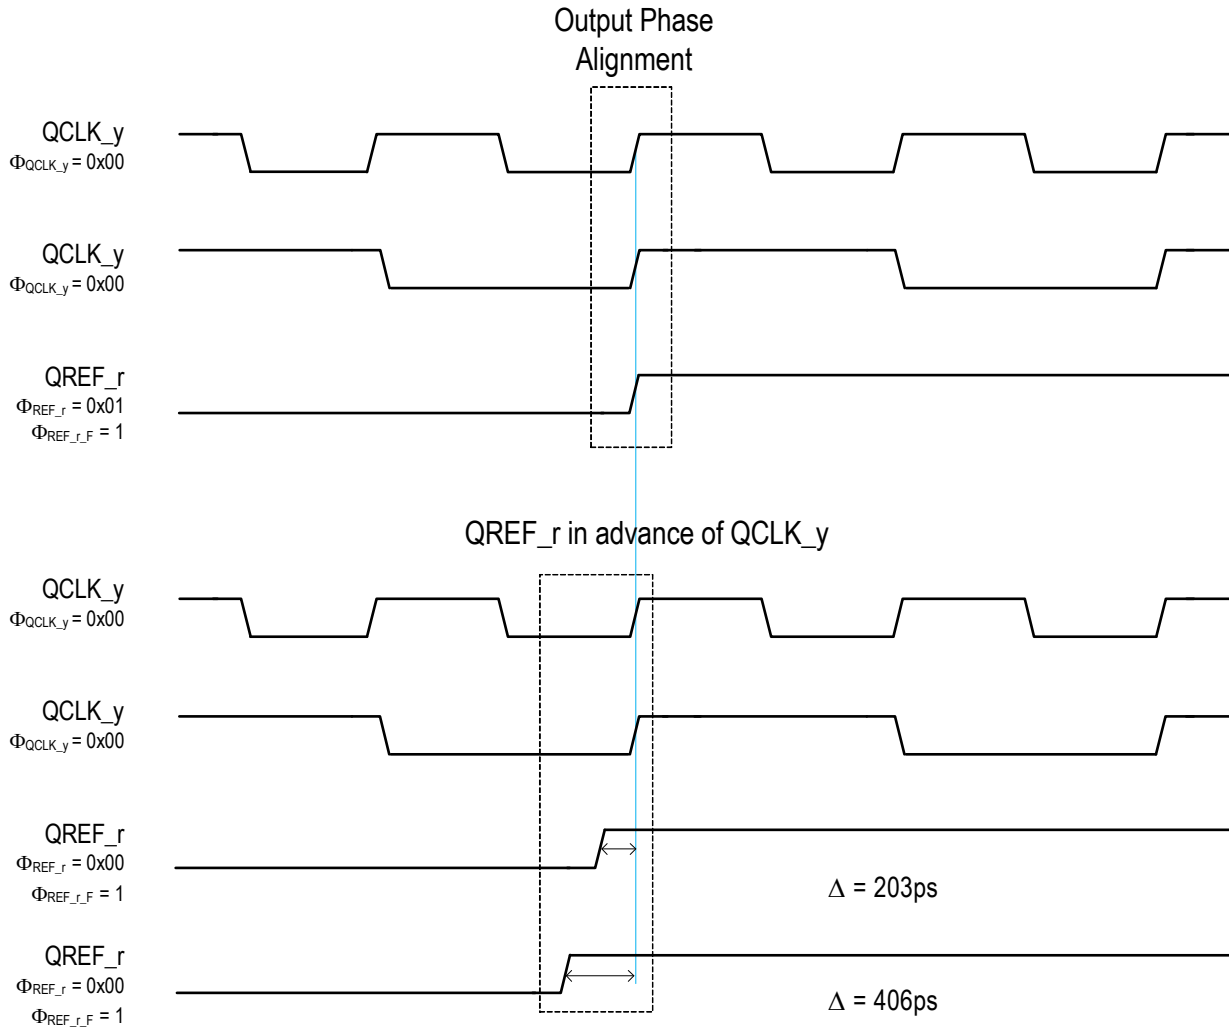 Output Phase
Alignment
QCLK_y
ΦQCLK_y = 0x00
QCLK_y
ΦQCLK_y = 0x00
QREF_r
ΦREF_r = 0x01
ΦREF_r_F = 1
QREF_r in advance of QCLK_y
QCLK_y
ΦQCLK_y = 0x00
QCLK_y
ΦQCLK_y = 0x00
QREF_r
ΦREF_r = 0x00
ΦREF_r_F = 1
Δ = 203ps
QREF_r
ΦREF_r = 0x00
ΦREF_r_F = 1
Δ = 406ps